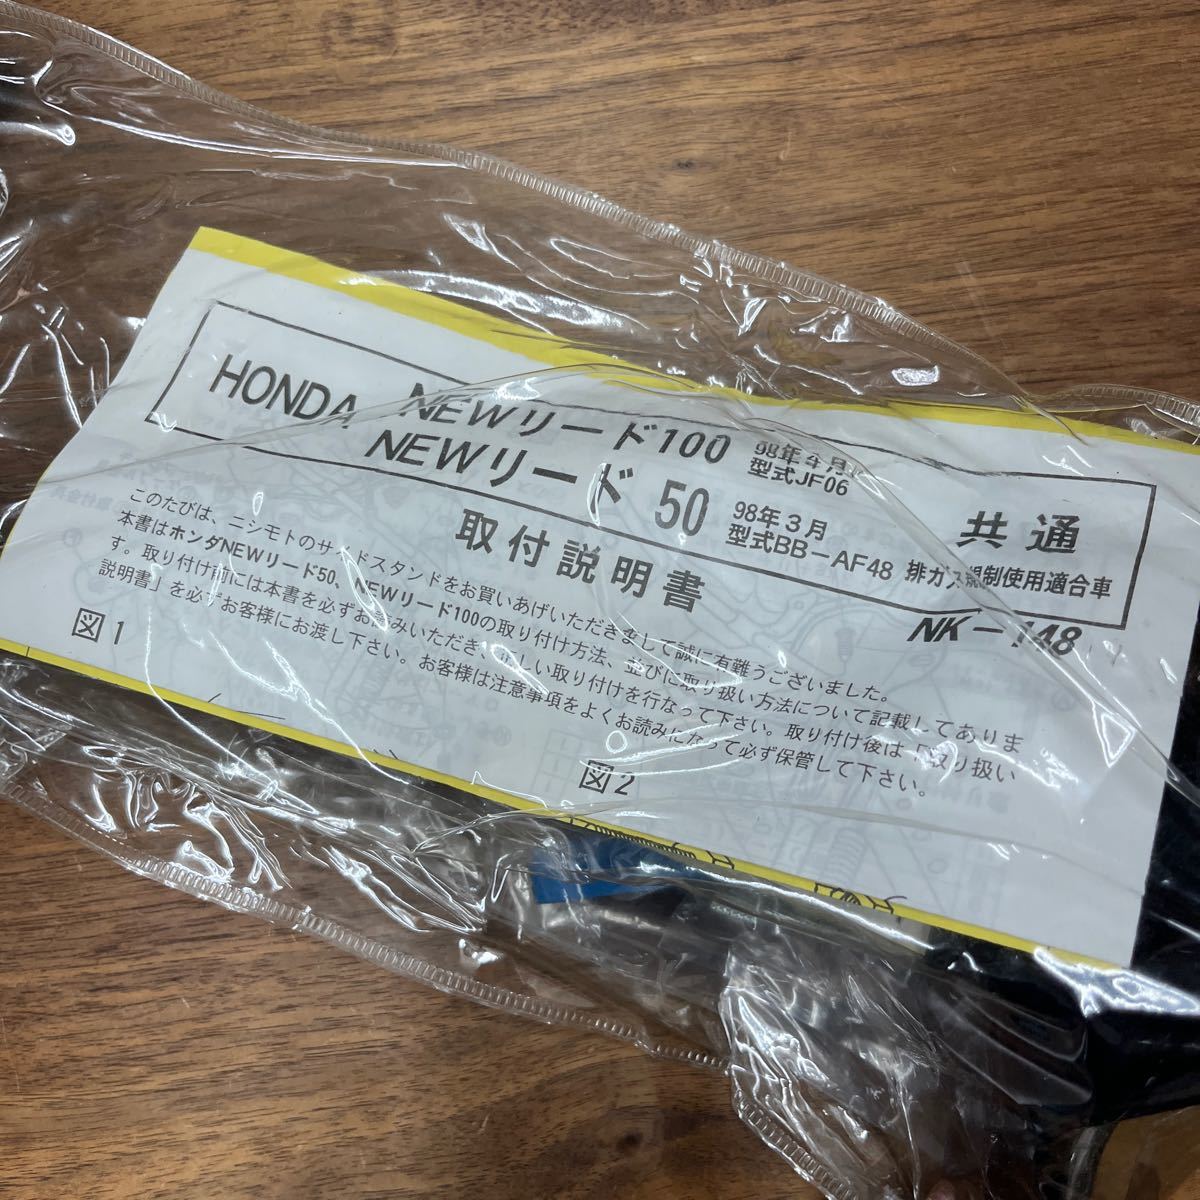 HONDA NEWリード100 98年4月 型式JF06
NEWリード 50 98年3月 型式BB-AF48 排ガス規制使用適合車
共通
取付説明書
NK-148
このたびは、ニシモトのサイドスタンドをお買いあげいただきまして誠に有難うございました。
本書はホンダNEWリード50、NEWリード100の取り付け方法、並びに取り扱い方法について記載してありま
す。取り付け前には本書を必ずお読みいただき、正しい取り付けを行なって下さい。取り付け後は「取り扱い
説明書」を必ずお客様にお渡し下さい。お客様は注意事項をよくお読みになって必ず保管して下さい。
図1
図2